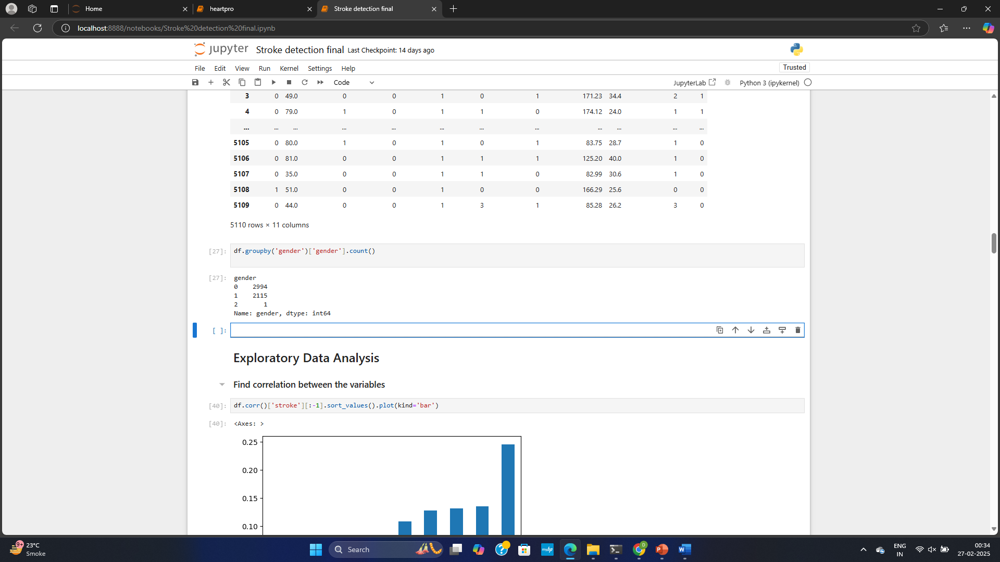 Home
heartpro
Stroke detection final
localhost:8888/notebooks/Stroke%20detection%20final.ipynb
jupyter Stroke detection final Last Checkpoint: 14 days ago
File Edit View Run Kernel Settings Help
Trusted
Code
JupyterLab
Python 3 (ipykernel)
3 0 49.0 0 0 1 0 1 171.23 34.4 2 1
4 0 79.0 1 0 1 1 0 174.12 24.0 1 1
... ... ... ... ... ... ... ... ... ... ... ...
5105 0 80.0 1 0 1 0 1 83.75 28.7 1 0
5106 0 81.0 0 0 1 1 1 125.20 40.0 1 0
5107 0 35.0 0 0 1 1 0 82.99 30.6 1 0
5108 1 51.0 0 0 1 0 0 166.29 25.6 0 0
5109 0 44.0 0 0 1 3 1 85.28 26.2 3 0
5110 rows × 11 columns
[27]: df.groupby('gender')['gender'].count()
[27]: gender
0 2994
1 2115
2 1
Name: gender, dtype: int64
[ ]:
Exploratory Data Analysis
Find correlation between the variables
[40]: df.corr()['stroke'][:-1].sort_values().plot(kind='bar')
[40]: <Axes: >
0.25
0.20
0.15
0.10
9+
23°C
Smoke
Search
myhp
D
P
W
ENG
IN
00:34
27-02-2025